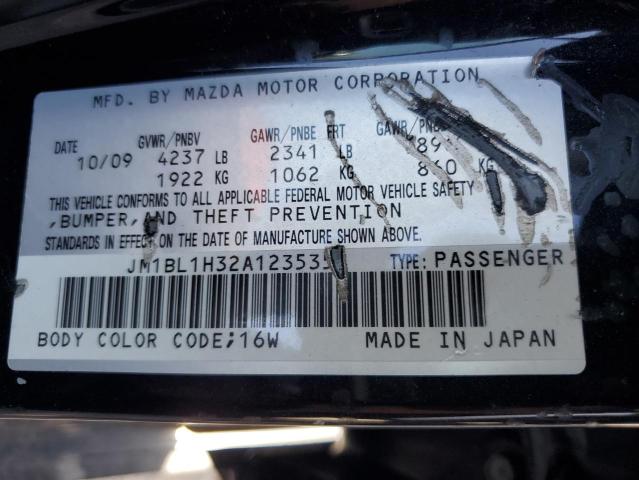 MFD. BY MAZDA MOTOR CORPORATION
DATE GVWR/PNBV GAWR/PNBE FRT
10/09 4237 LB 2341 LB
1922 KG 1062 KG 860 KG
THIS VEHICLE CONFORMS TO ALL APPLICABLE FEDERAL MOTOR VEHICLE SAFETY
,BUMPER,AND THEFT PREVENTION
STANDARDS IN EFFECT ON THE DATE OF MANUFACTURE SHOWN ABOVE.
TYPE: PASSENGER
BODY COLOR CODE;16W MADE IN JAPAN